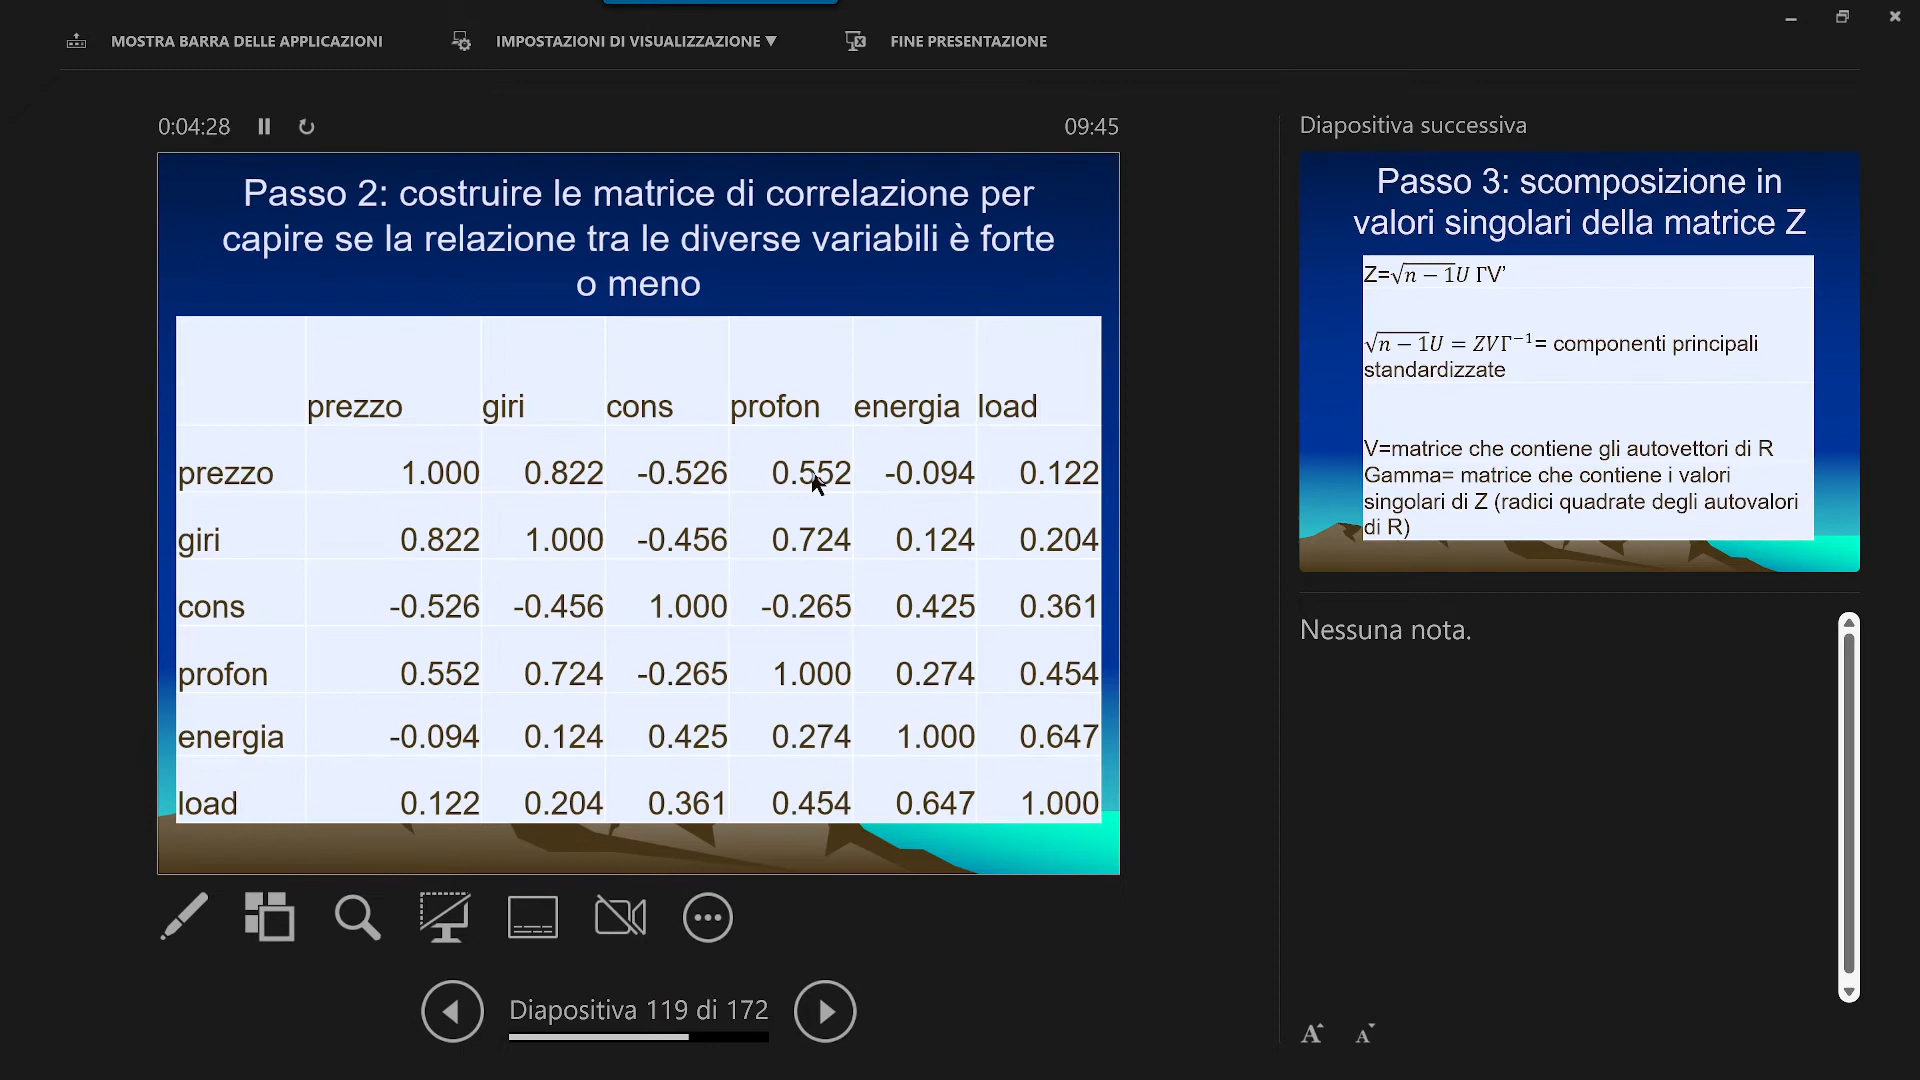 MOSTRA BARRA DELLE APPLICAZIONI
IMPOSTAZIONI DI VISUALIZZAZIONE ▼
FINE PRESENTAZIONE
0:04:28
09:45
Passo 2: costruire le matrice di correlazione per
capire se la relazione tra le diverse variabili è forte
o meno
prezzo giri cons profon energia load
prezzo 1.000 0.822 -0.526 0.552 -0.094 0.122
giri 0.822 1.000 -0.456 0.724 0.124 0.204
cons -0.526 -0.456 1.000 -0.265 0.425 0.361
profon 0.552 0.724 -0.265 1.000 0.274 0.454
energia -0.094 0.124 0.425 0.274 1.000 0.647
load 0.122 0.204 0.361 0.454 0.647 1.000
Diapositiva 119 di 172
Diapositiva successiva
Passo 3: scomposizione in
valori singolari della matrice Z
Z=√n − 1U ΓV’
√n − 1U = ZVΓ⁻¹= componenti principali
standardizzate
V=matrice che contiene gli autovettori di R
Gamma= matrice che contiene i valori
singolari di Z (radici quadrate degli autovalori
di R)
Nessuna nota.
A A